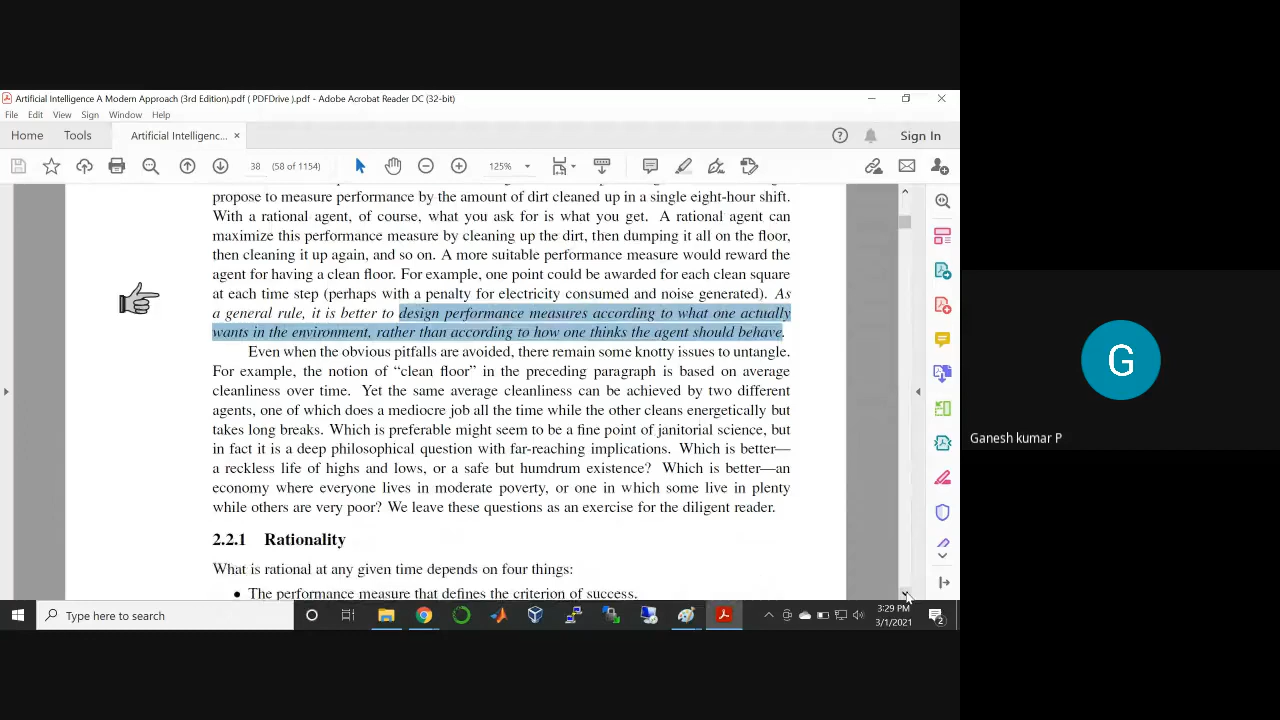 Artificial Intelligence A Modern Approach (3rd Edition).pdf ( PDFDrive ).pdf - Adobe Acrobat Reader DC (32-bit)
File Edit View Sign Window Help
Home Tools Artificial Intelligenc... × Sign In
38 (58 of 1154) 125%
propose to measure performance by the amount of dirt cleaned up in a single eight-hour shift.
With a rational agent, of course, what you ask for is what you get. A rational agent can
maximize this performance measure by cleaning up the dirt, then dumping it all on the floor,
then cleaning it up again, and so on. A more suitable performance measure would reward the
agent for having a clean floor. For example, one point could be awarded for each clean square
at each time step (perhaps with a penalty for electricity consumed and noise generated). As
a general rule, it is better to design performance measures according to what one actually
wants in the environment, rather than according to how one thinks the agent should behave.
Even when the obvious pitfalls are avoided, there remain some knotty issues to untangle.
For example, the notion of “clean floor” in the preceding paragraph is based on average
cleanliness over time. Yet the same average cleanliness can be achieved by two different
agents, one of which does a mediocre job all the time while the other cleans energetically but
takes long breaks. Which is preferable might seem to be a fine point of janitorial science, but
in fact it is a deep philosophical question with far-reaching implications. Which is better—
a reckless life of highs and lows, or a safe but humdrum existence? Which is better—an
economy where everyone lives in moderate poverty, or one in which some live in plenty
while others are very poor? We leave these questions as an exercise for the diligent reader.
2.2.1 Rationality
What is rational at any given time depends on four things:
• The performance measure that defines the criterion of success.
Type here to search
3:29 PM
3/1/2021
2
G
Ganesh kumar P